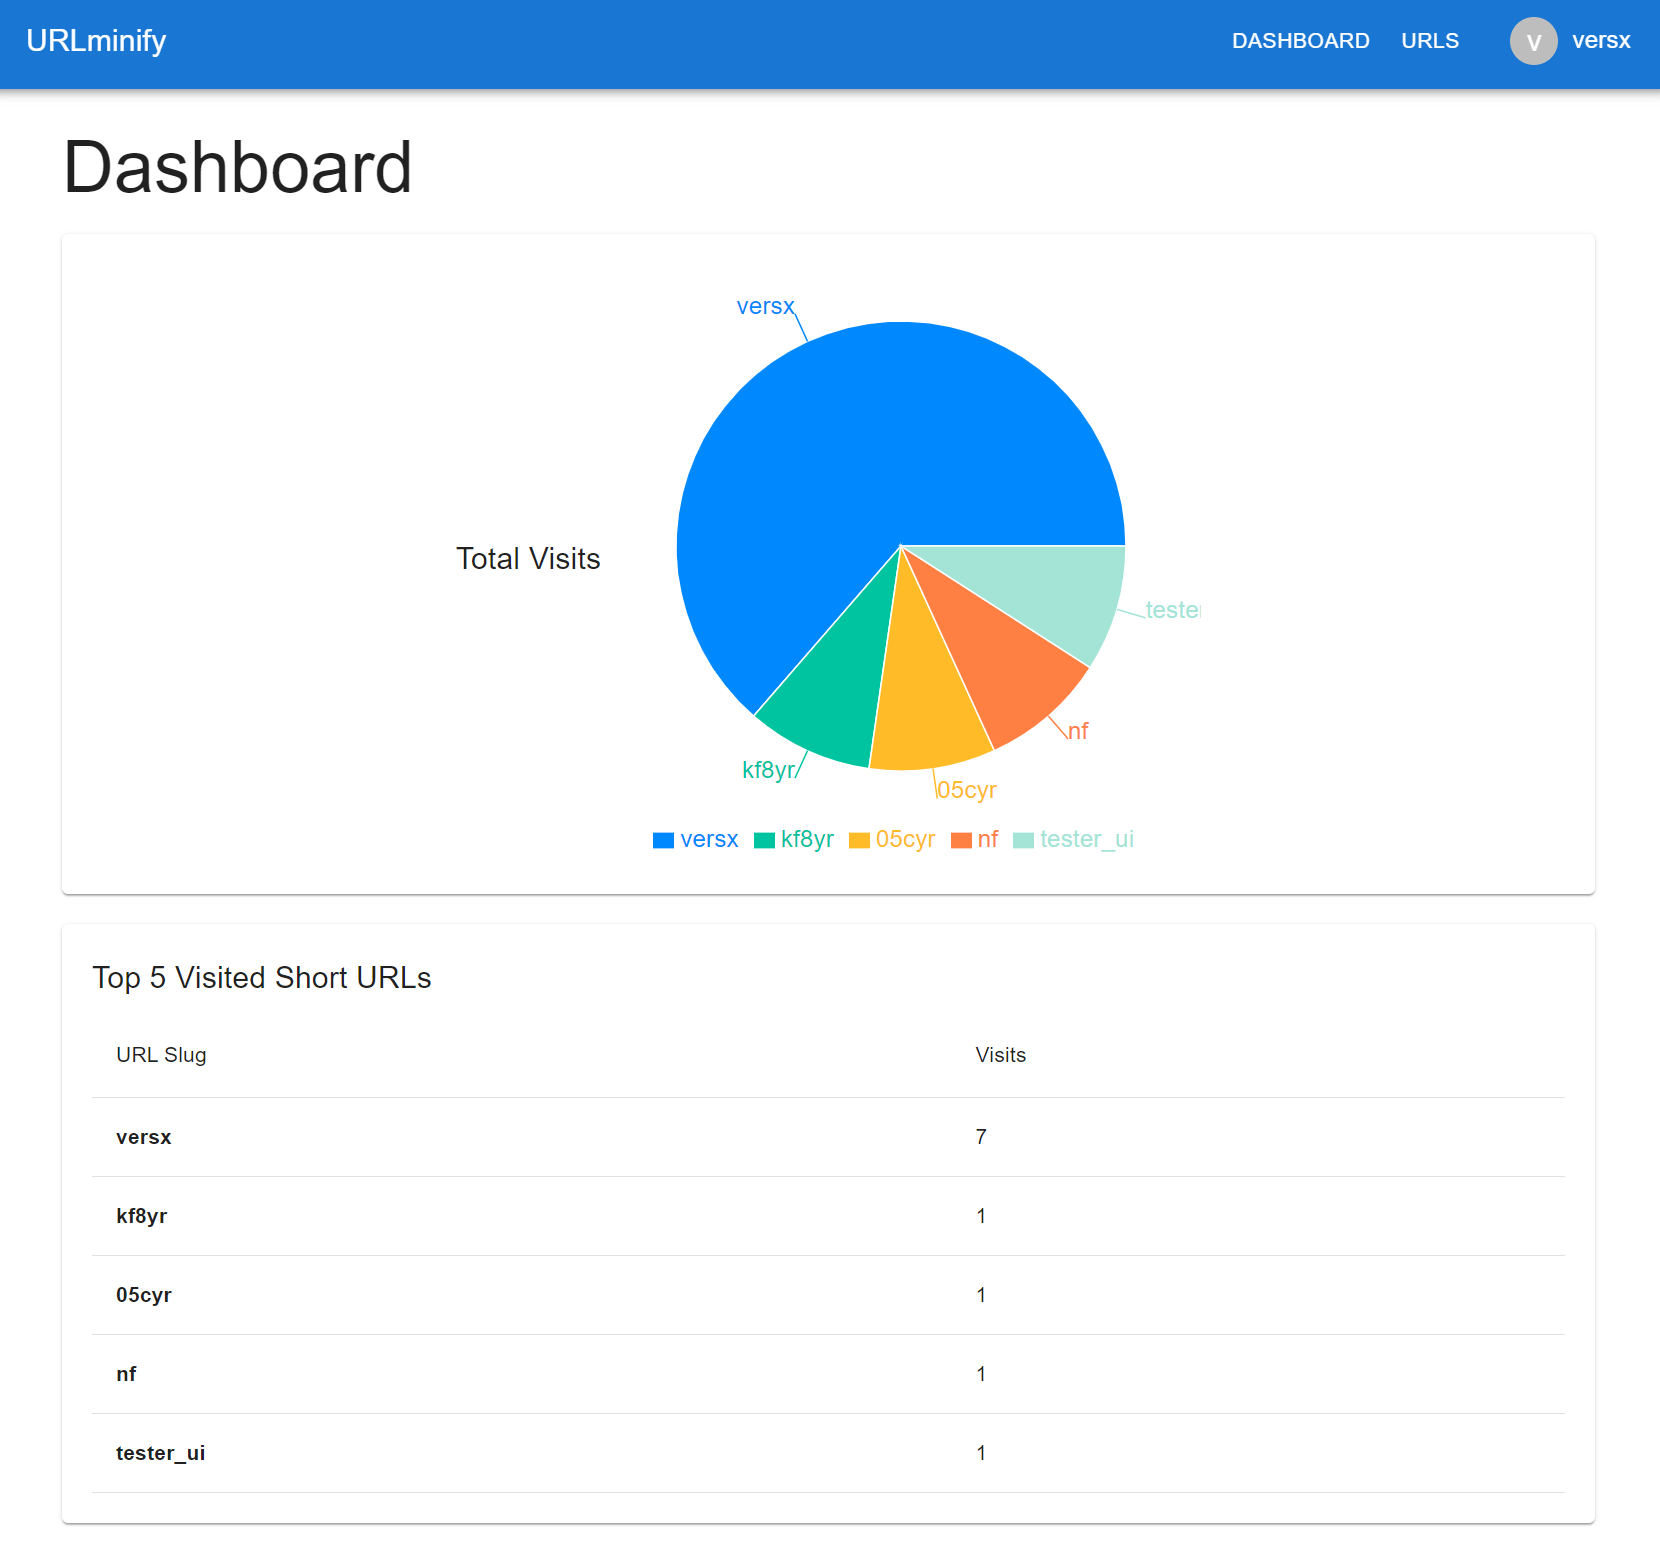 URLminify DASHBOARD URLS V versx
Dashboard
versx
Total Visits
tester
nf
kf8yr
05cyr
versx kf8yr 05cyr nf tester_ui
Top 5 Visited Short URLs
URL Slug Visits
versx 7
kf8yr 1
05cyr 1
nf 1
tester_ui 1